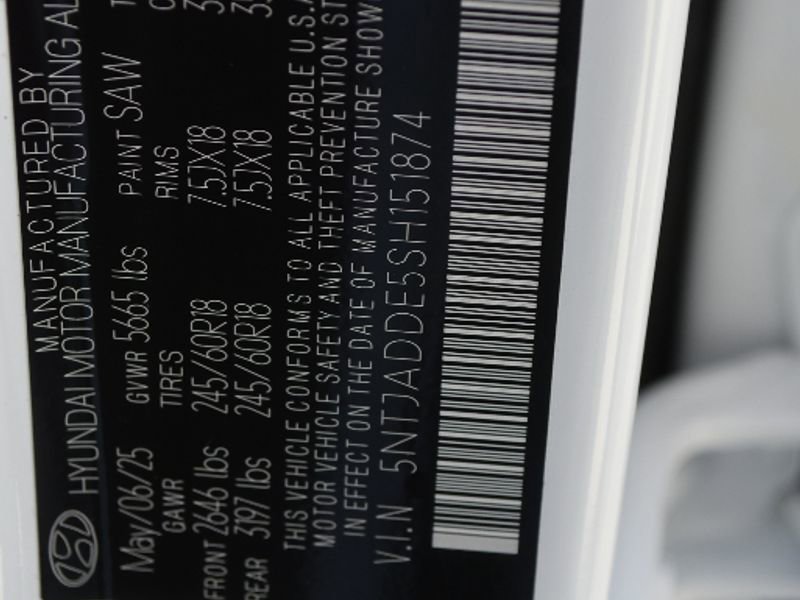 MANUFACTURED BY
HYUNDAI MOTOR MANUFACTURING AL
May/06/25 GVWR 5665 lbs PAINT SAW
GAWR TIRES RIMS
FRONT 2646 lbs 245/60R18 7.5JX18
REAR 3197 lbs 245/60R18 7.5JX18
THIS VEHICLE CONFORMS TO ALL APPLICABLE U.S.A
MOTOR VEHICLE SAFETY AND THEFT PREVENTION ST
IN EFFECT ON THE DATE OF MANUFACTURE SHOW
V.I.N 5NTJADDE5SH151874